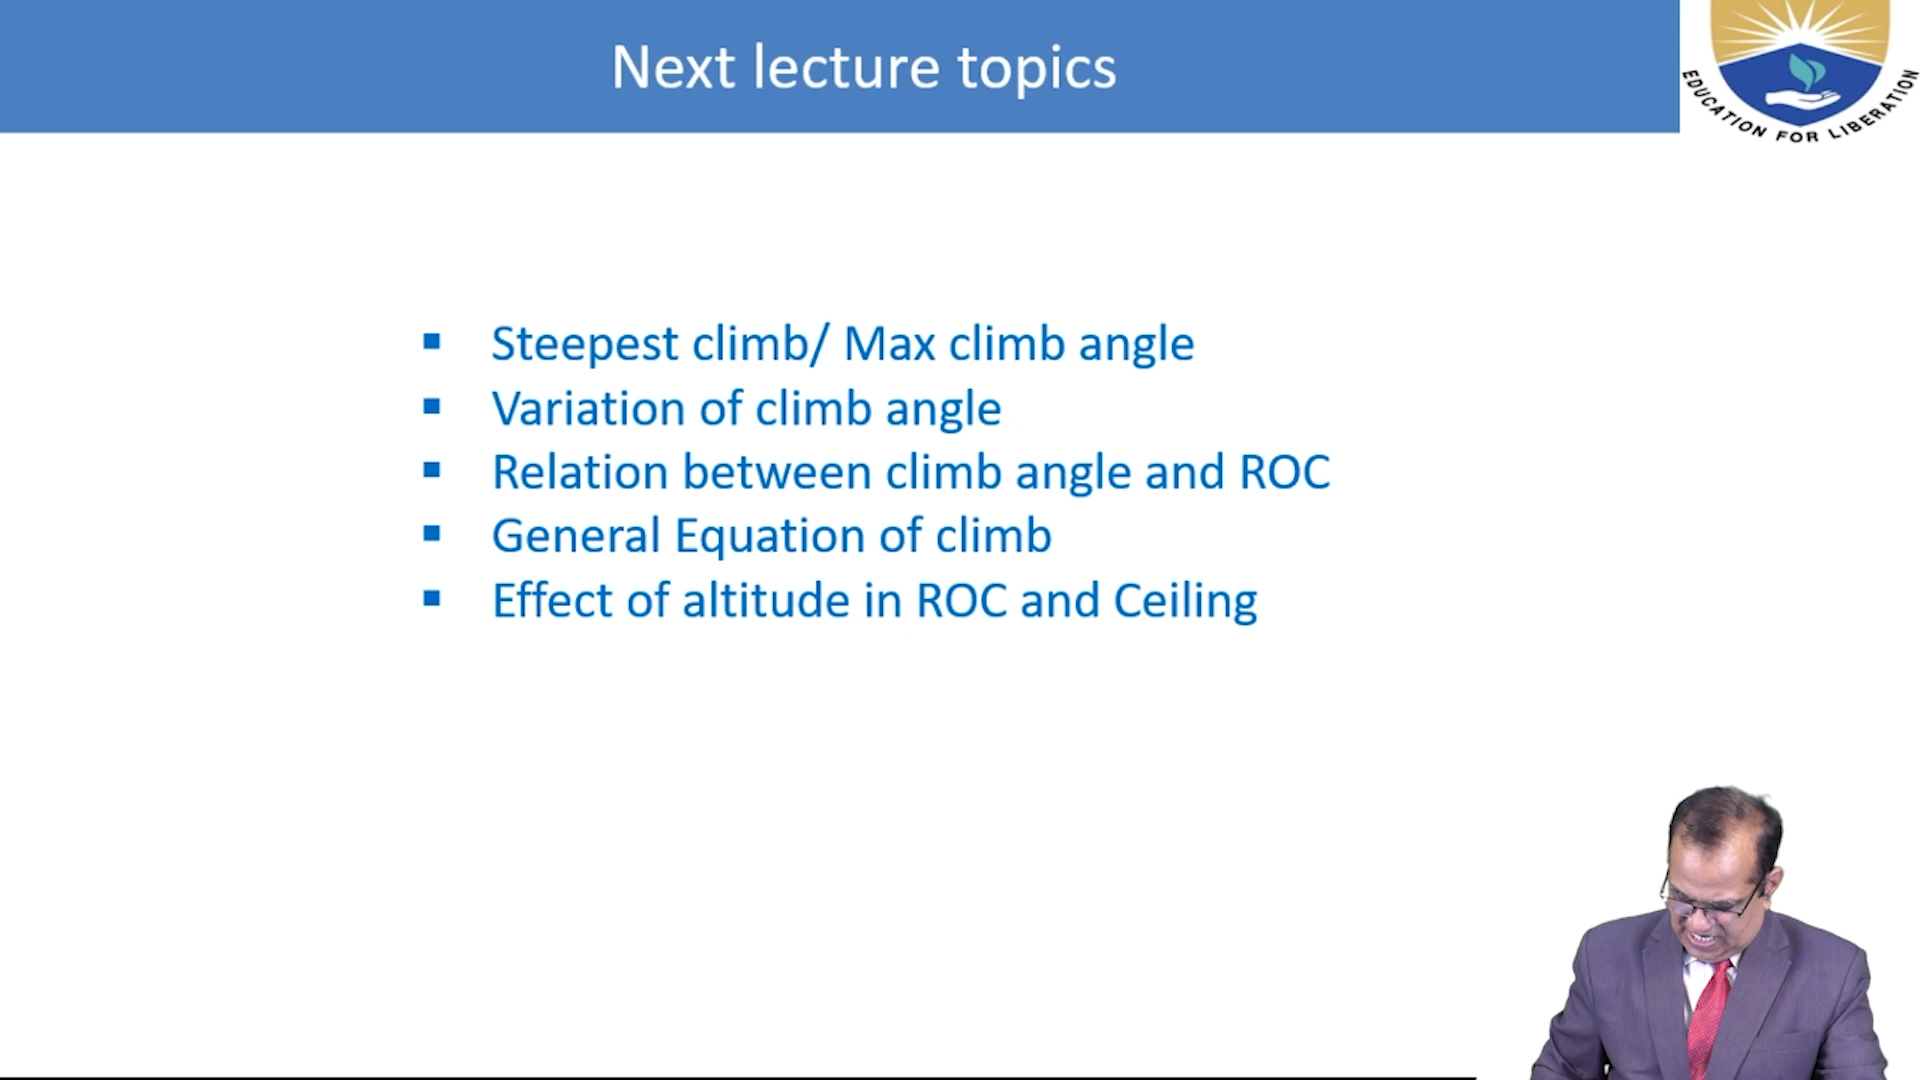 Next lecture topics
EDUCATION FOR LIBERATION
▪ Steepest climb/ Max climb angle
▪ Variation of climb angle
▪ Relation between climb angle and ROC
▪ General Equation of climb
▪ Effect of altitude in ROC and Ceiling